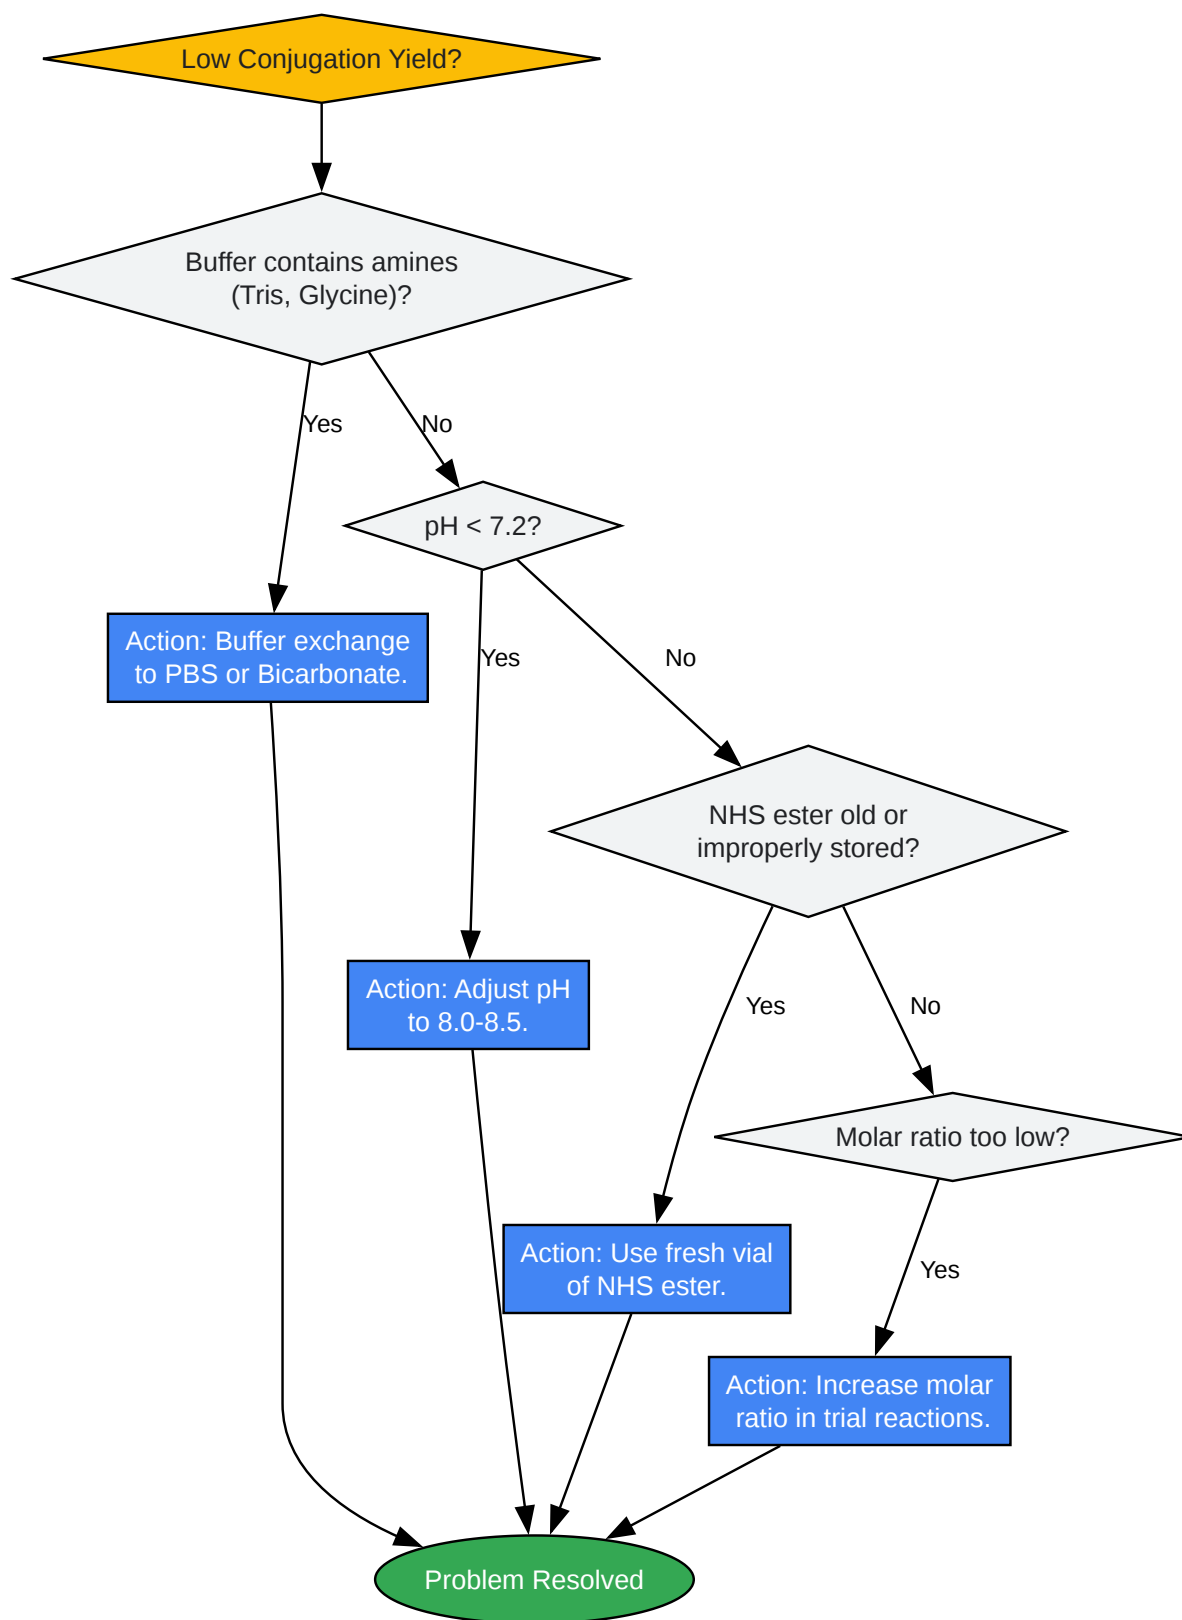 Low Conjugation Yield?
Buffer contains amines
(Tris, Glycine)?
Yes
No
pH < 7.2?
Action: Buffer exchange
to PBS or Bicarbonate.
Yes
No
NHS ester old or
improperly stored?
Action: Adjust pH
to 8.0-8.5.
Yes
No
Molar ratio too low?
Action: Use fresh vial
of NHS ester.
Yes
Action: Increase molar
ratio in trial reactions.
Problem Resolved